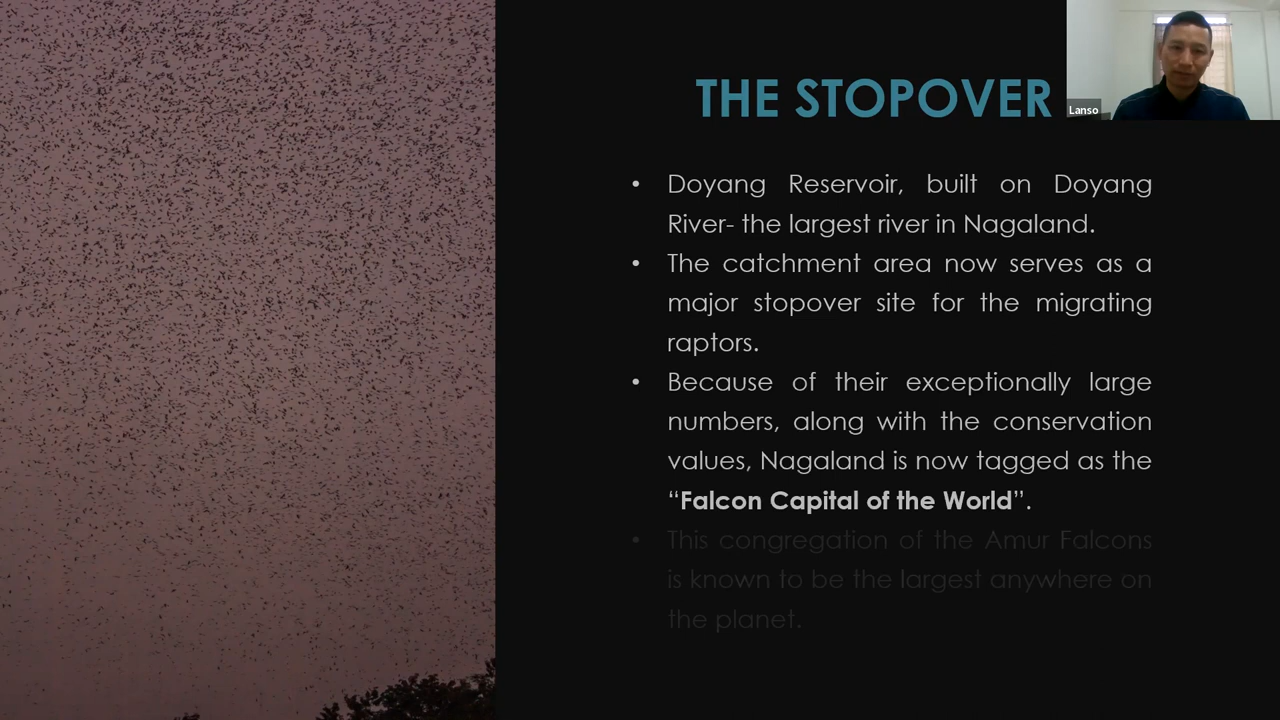 THE STOPOVER
Lanso
• Doyang Reservoir, built on Doyang
River- the largest river in Nagaland.
• The catchment area now serves as a
major stopover site for the migrating
raptors.
• Because of their exceptionally large
numbers, along with the conservation
values, Nagaland is now tagged as the
“Falcon Capital of the World”.
• This congregation of the Amur Falcons
is known to be the largest anywhere on
the planet.